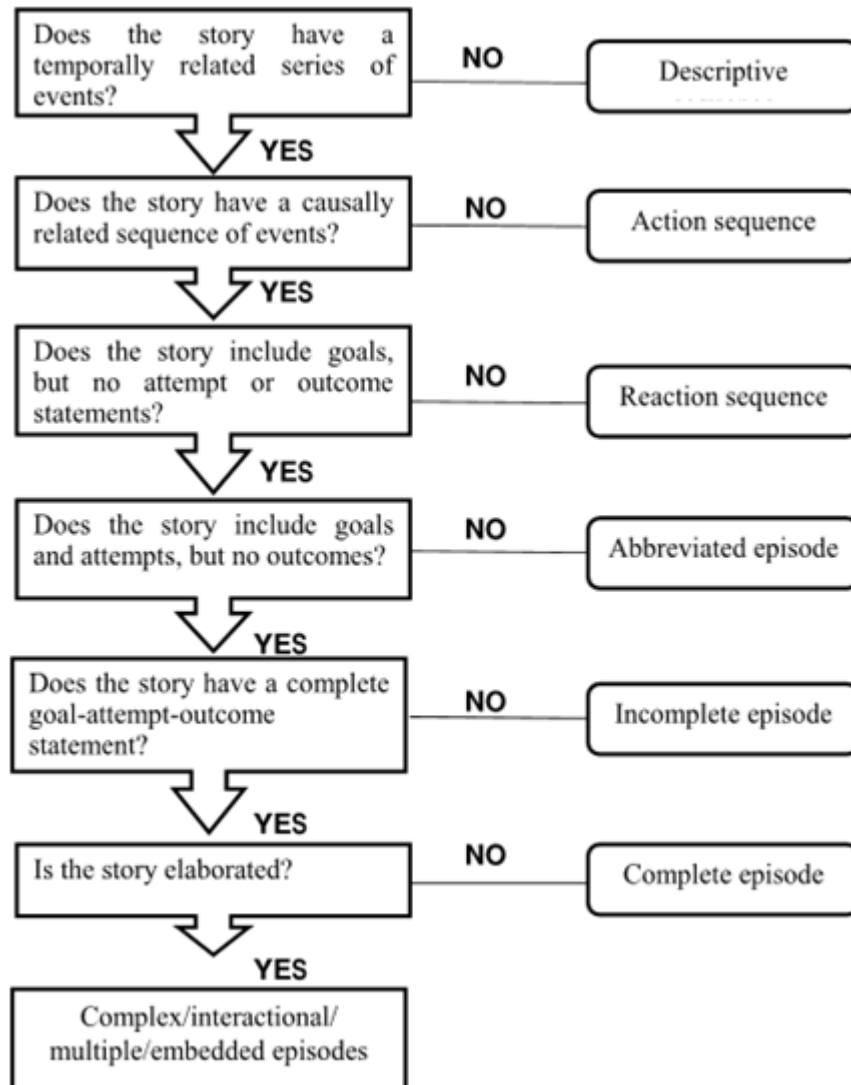 Does the story have a
temporally related series of
events?
NO
Descriptive
YES
Does the story have a causally
related sequence of events?
NO
Action sequence
YES
Does the story include goals,
but no attempt or outcome
statements?
NO
Reaction sequence
YES
Does the story include goals
and attempts, but no outcomes?
NO
Abbreviated episode
YES
Does the story have a complete
goal-attempt-outcome
statement?
NO
Incomplete episode
YES
Is the story elaborated?
NO
Complete episode
YES
Complex/interactional/
multiple/embedded episodes